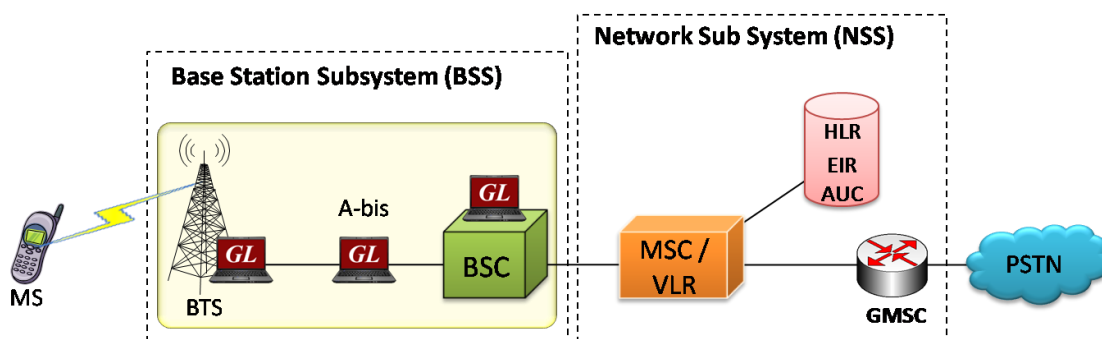 Network Sub System (NSS)
Base Station Subsystem (BSS)
HLR
EIR
AUC
GL
A-bis
GL
GL
BSC
MSC /
VLR
PSTN
MS
BTS
GMSC